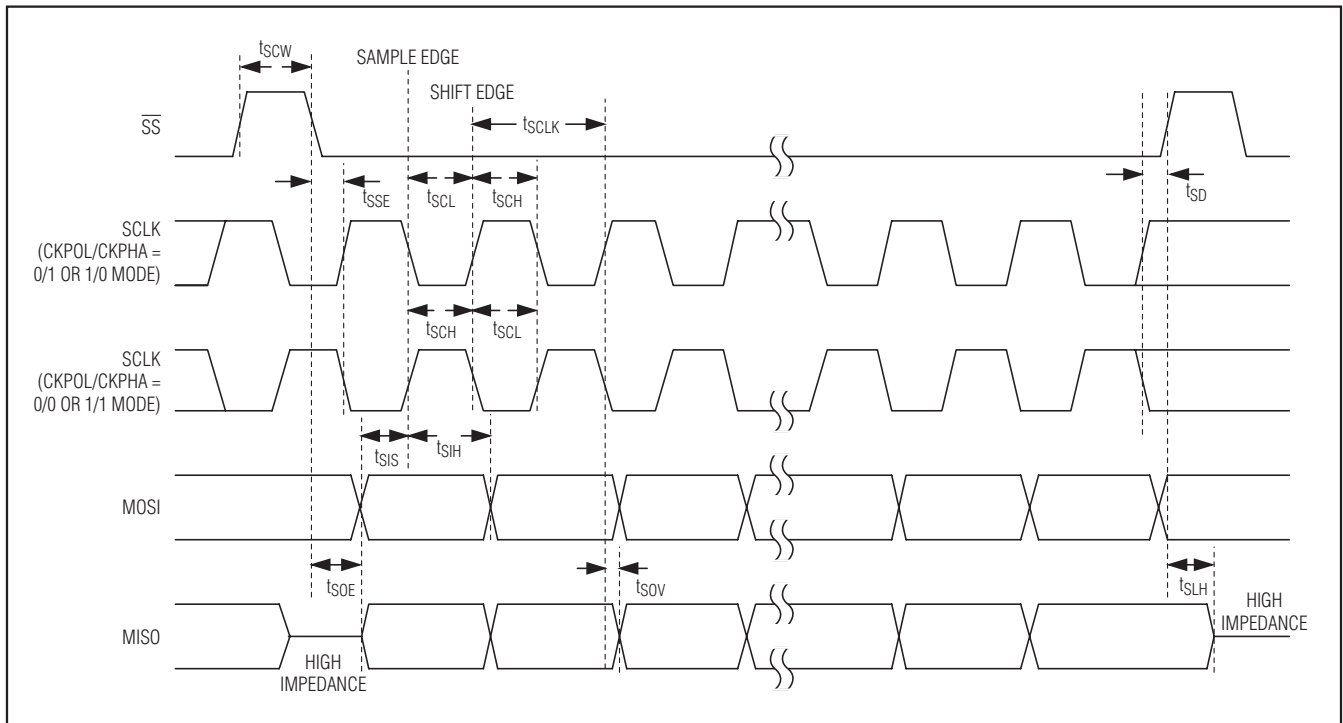 tSCW
SAMPLE EDGE
SHIFT EDGE
tSCLK
SS
tSSE
tSCL
tSCH
tSD
SCLK
(CKPOL/CKPHA =
0/1 OR 1/0 MODE)
tSCH
tSCL
SCLK
(CKPOL/CKPHA =
0/0 OR 1/1 MODE)
tSIS
tSIH
MOSI
tSOE
tSOV
tSLH
HIGH
IMPEDANCE
MISO
HIGH
IMPEDANCE